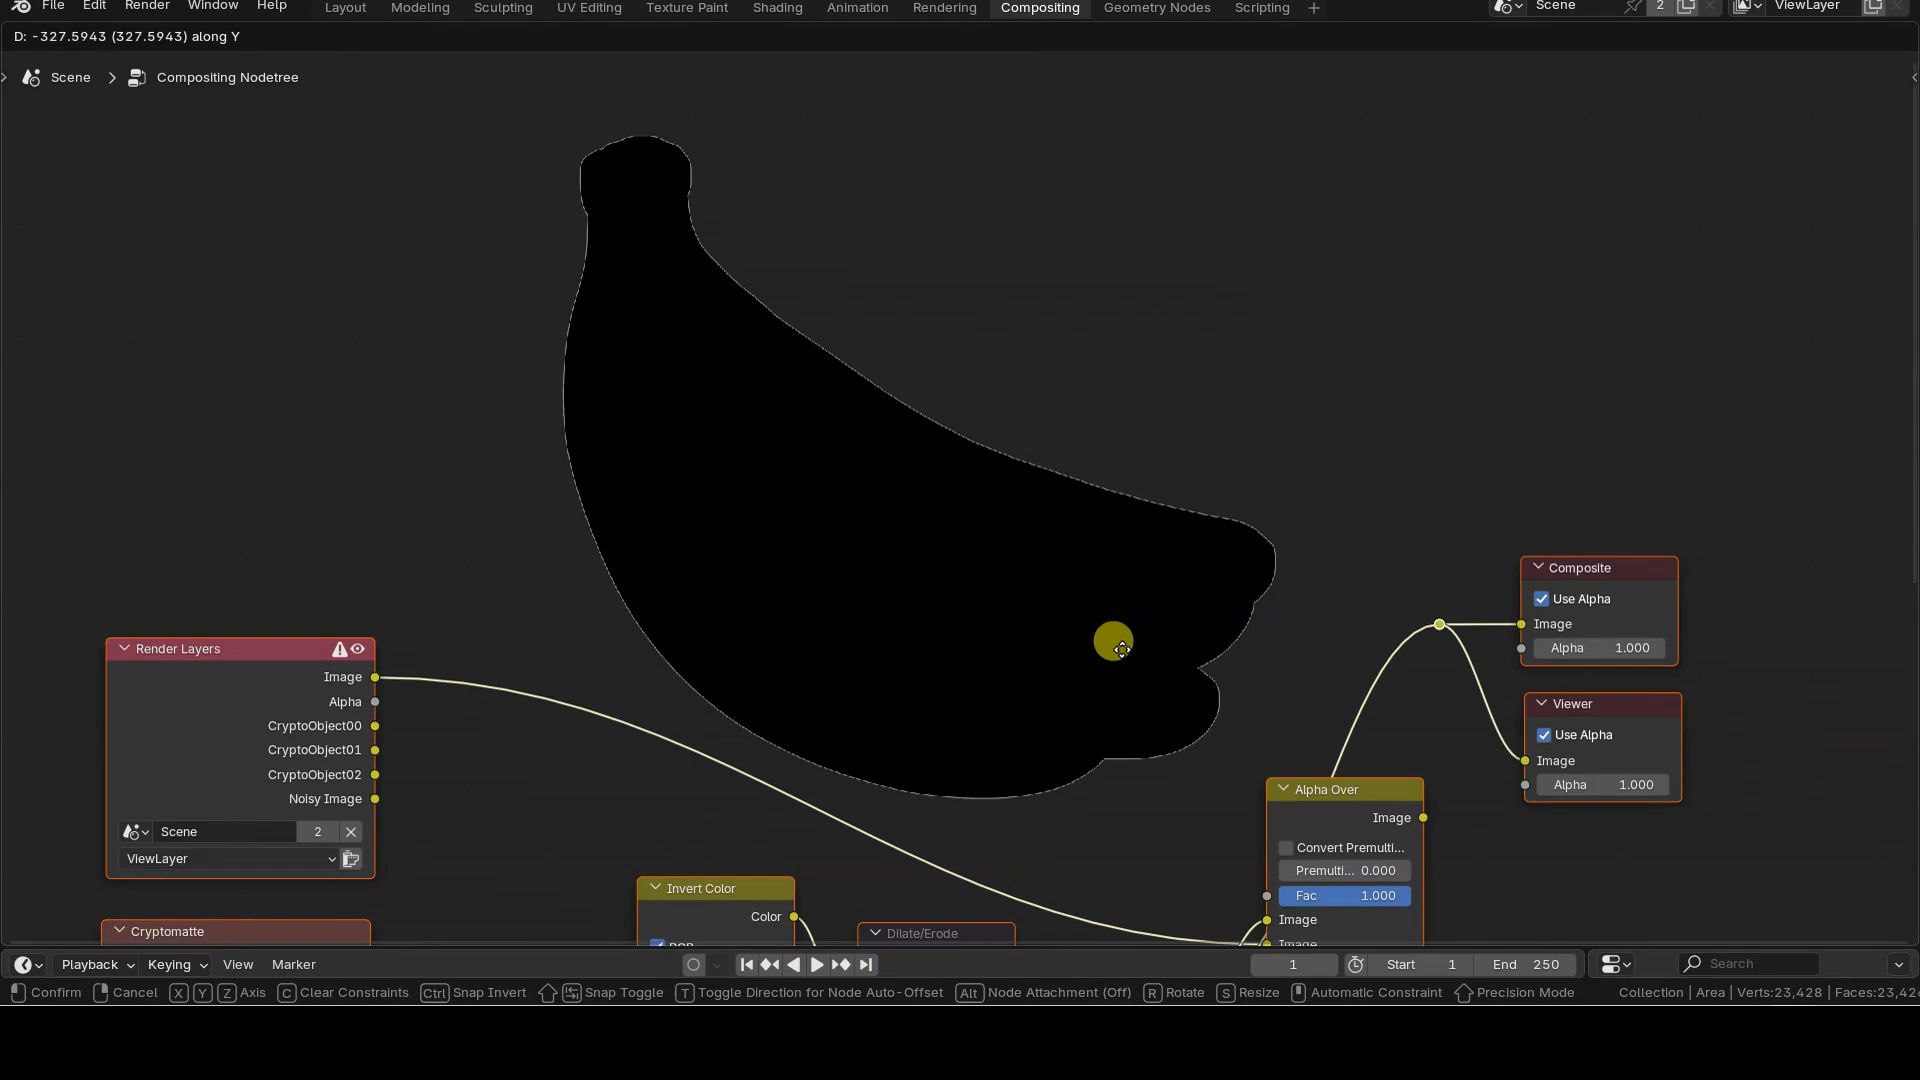 File Edit Render Window Help Layout Modeling Sculpting UV Editing Texture Paint Shading Animation Rendering Compositing Geometry Nodes Scripting + Scene 2 ViewLayer
D: -327.5943 (327.5943) along Y
Scene > Compositing Nodetree
Composite
Use Alpha
Image
Alpha 1.000
Render Layers
Image
Alpha
CryptoObject00
CryptoObject01
CryptoObject02
Noisy Image
Scene 2
ViewLayer
Viewer
Use Alpha
Image
Alpha 1.000
Alpha Over
Image
Convert Premulti...
Premulti... 0.000
Fac 1.000
Image
Image
Invert Color
Color
RGB
Dilate/Erode
Cryptomatte
Playback Keying View Marker 1 Start 1 End 250 Search
Confirm Cancel X Y Z Axis C Clear Constraints Ctrl Snap Invert Snap Toggle T Toggle Direction for Node Auto-Offset Alt Node Attachment (Off) R Rotate S Resize Automatic Constraint Precision Mode Collection | Area | Verts:23,428 | Faces:23,42